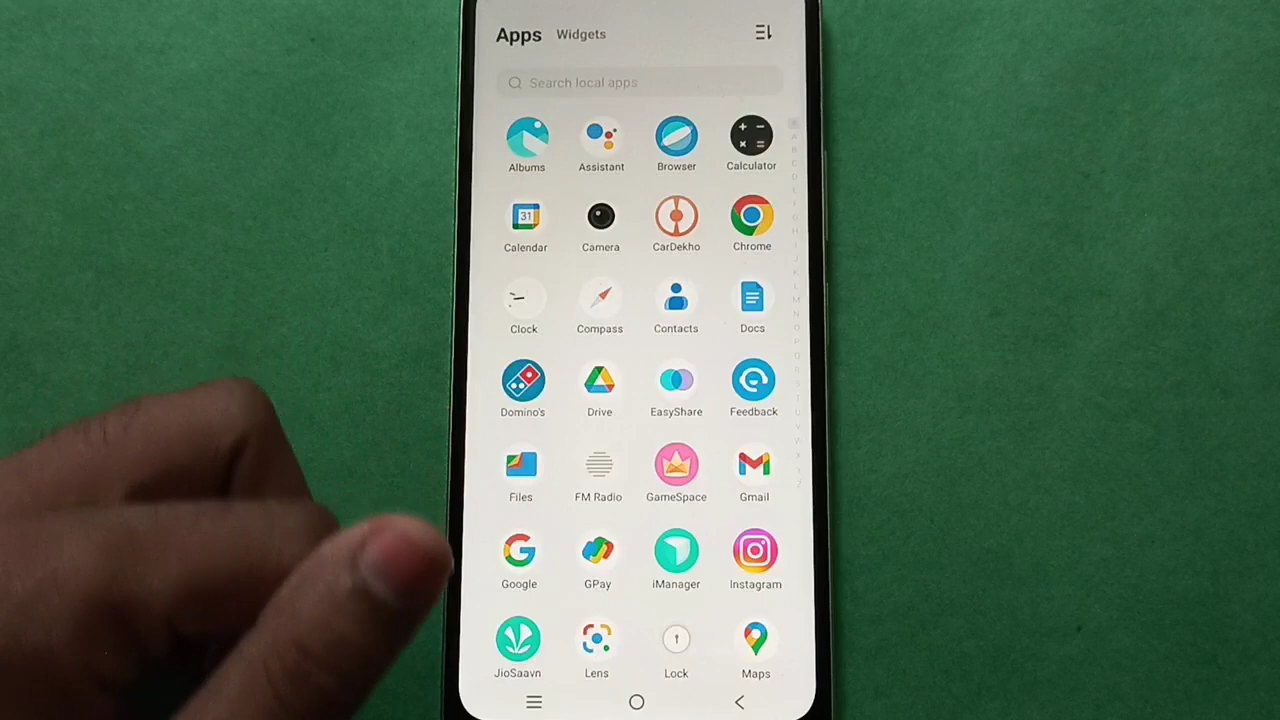 Apps Widgets
Search local apps
Albums Assistant Browser Calculator
31
Calendar Camera CarDekho Chrome
Clock Compass Contacts Docs
Domino's Drive EasyShare Feedback
Files FM Radio GameSpace Gmail
Google GPay iManager Instagram
JioSaavn Lens Lock Maps